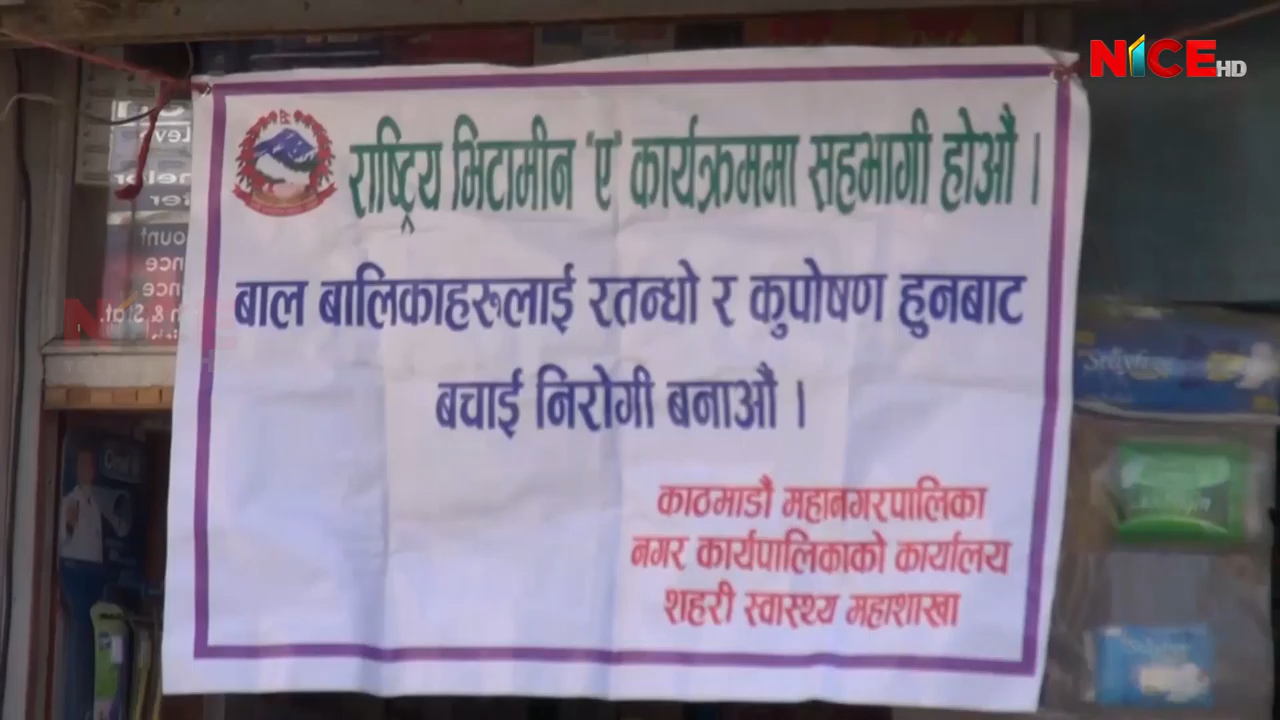 NICE HD
राष्ट्रिय भिटामीन 'ए' कार्यक्रममा सहभागी होऔं ।
बाल बालिकाहरुलाई रतन्धो र कुपोषण हुनबाट
बचाई निरोगी बनाऔ ।
काठमाडौ महानगरपालिका
नगर कार्यपालिकाको कार्यालय
शहरी स्वास्थ्य महाशाखा